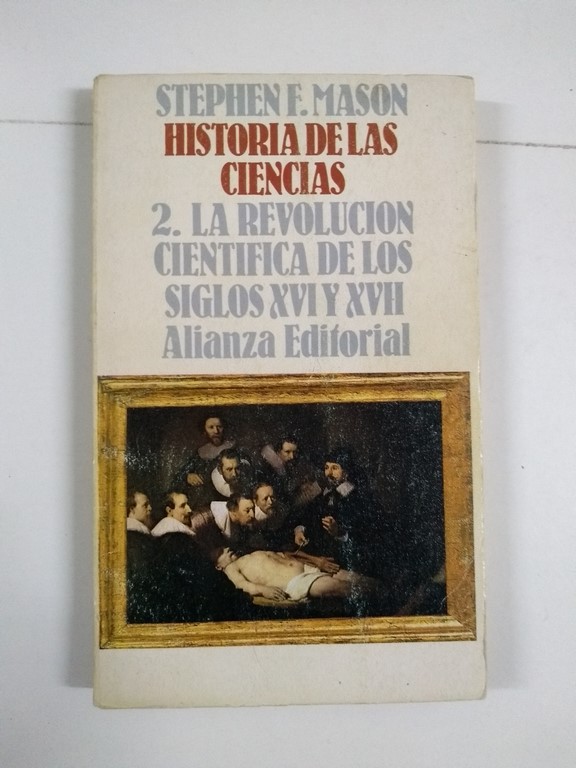 STEPHEN F. MASON
HISTORIA DE LAS
CIENCIAS
2. LA REVOLUCION
CIENTIFICA DE LOS
SIGLOS XVI Y XVII
Alianza Editorial